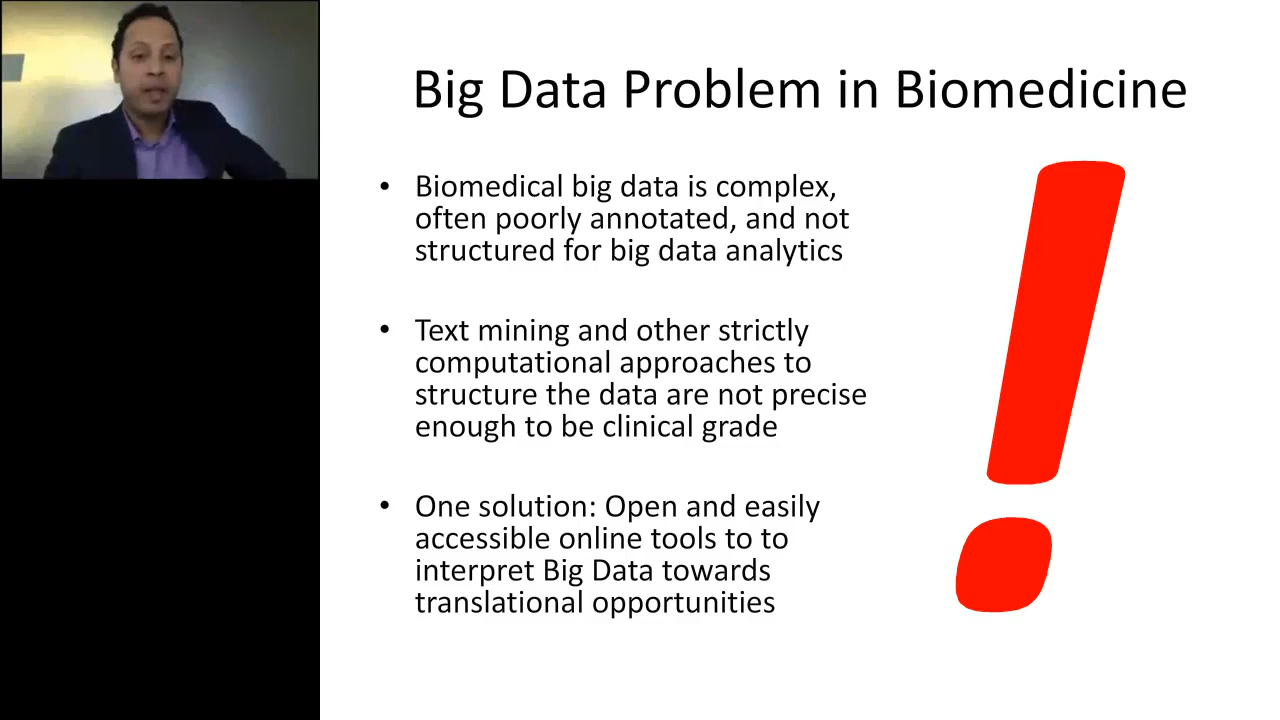 Big Data Problem in Biomedicine
• Biomedical big data is complex,
often poorly annotated, and not
structured for big data analytics
• Text mining and other strictly
computational approaches to
structure the data are not precise
enough to be clinical grade
• One solution: Open and easily
accessible online tools to to
interpret Big Data towards
translational opportunities
!